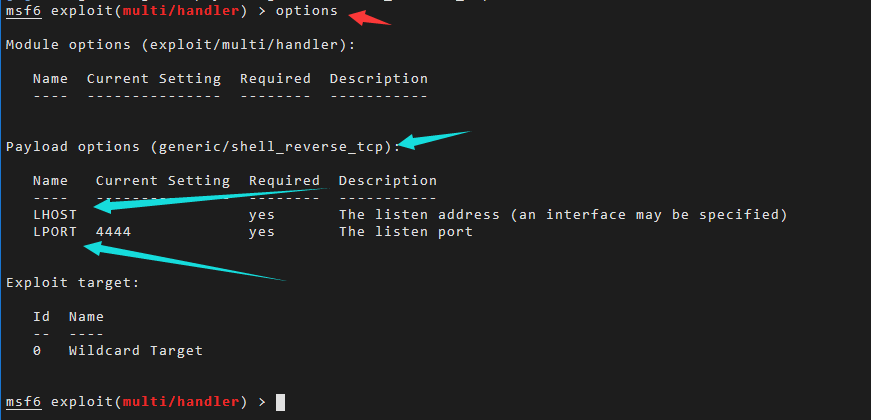 msf6 exploit(multi/handler) > options
Module options (exploit/multi/handler):
Name  Current Setting  Required  Description
----  ---------------  --------  -----------
Payload options (generic/shell_reverse_tcp):
Name  Current Setting  Required  Description
----  ---------------  --------  -----------
LHOST                  yes       The listen address (an interface may be specified)
LPORT  4444            yes       The listen port
Exploit target:
Id  Name
--  ----
0   Wildcard Target
msf6 exploit(multi/handler) >